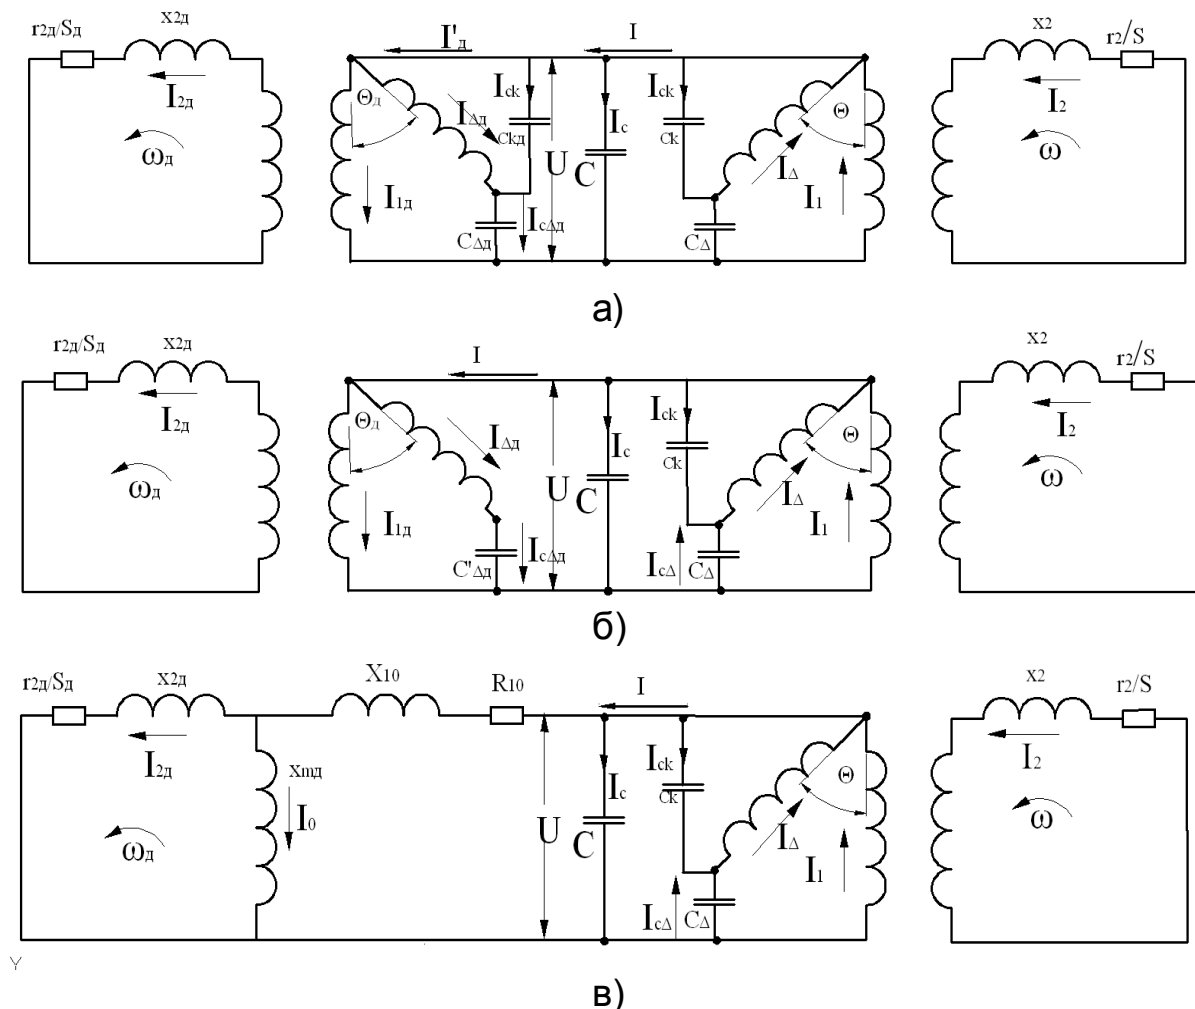 r2д/Sд x2д I'д I x2 r2/S
I2д Θд IΔд Ick Ckд Ic Ick Ck Θ I2
ωд I1д U C IΔ I1 ω
CΔд IcΔд CΔ
а)
r2д/Sд x2д I x2 r2/S
I2д Θд IΔд Ic Ick Ck Θ I2
ωд I1д U C IΔ I1 ω
C'Δд IcΔд IcΔ CΔ
б)
r2д/Sд x2д X10 R10 I x2 r2/S
I2д xmд I0 Ic Ick Ck Θ I2
ωд U C IΔ I1 ω
IcΔ CΔ
Y
в)